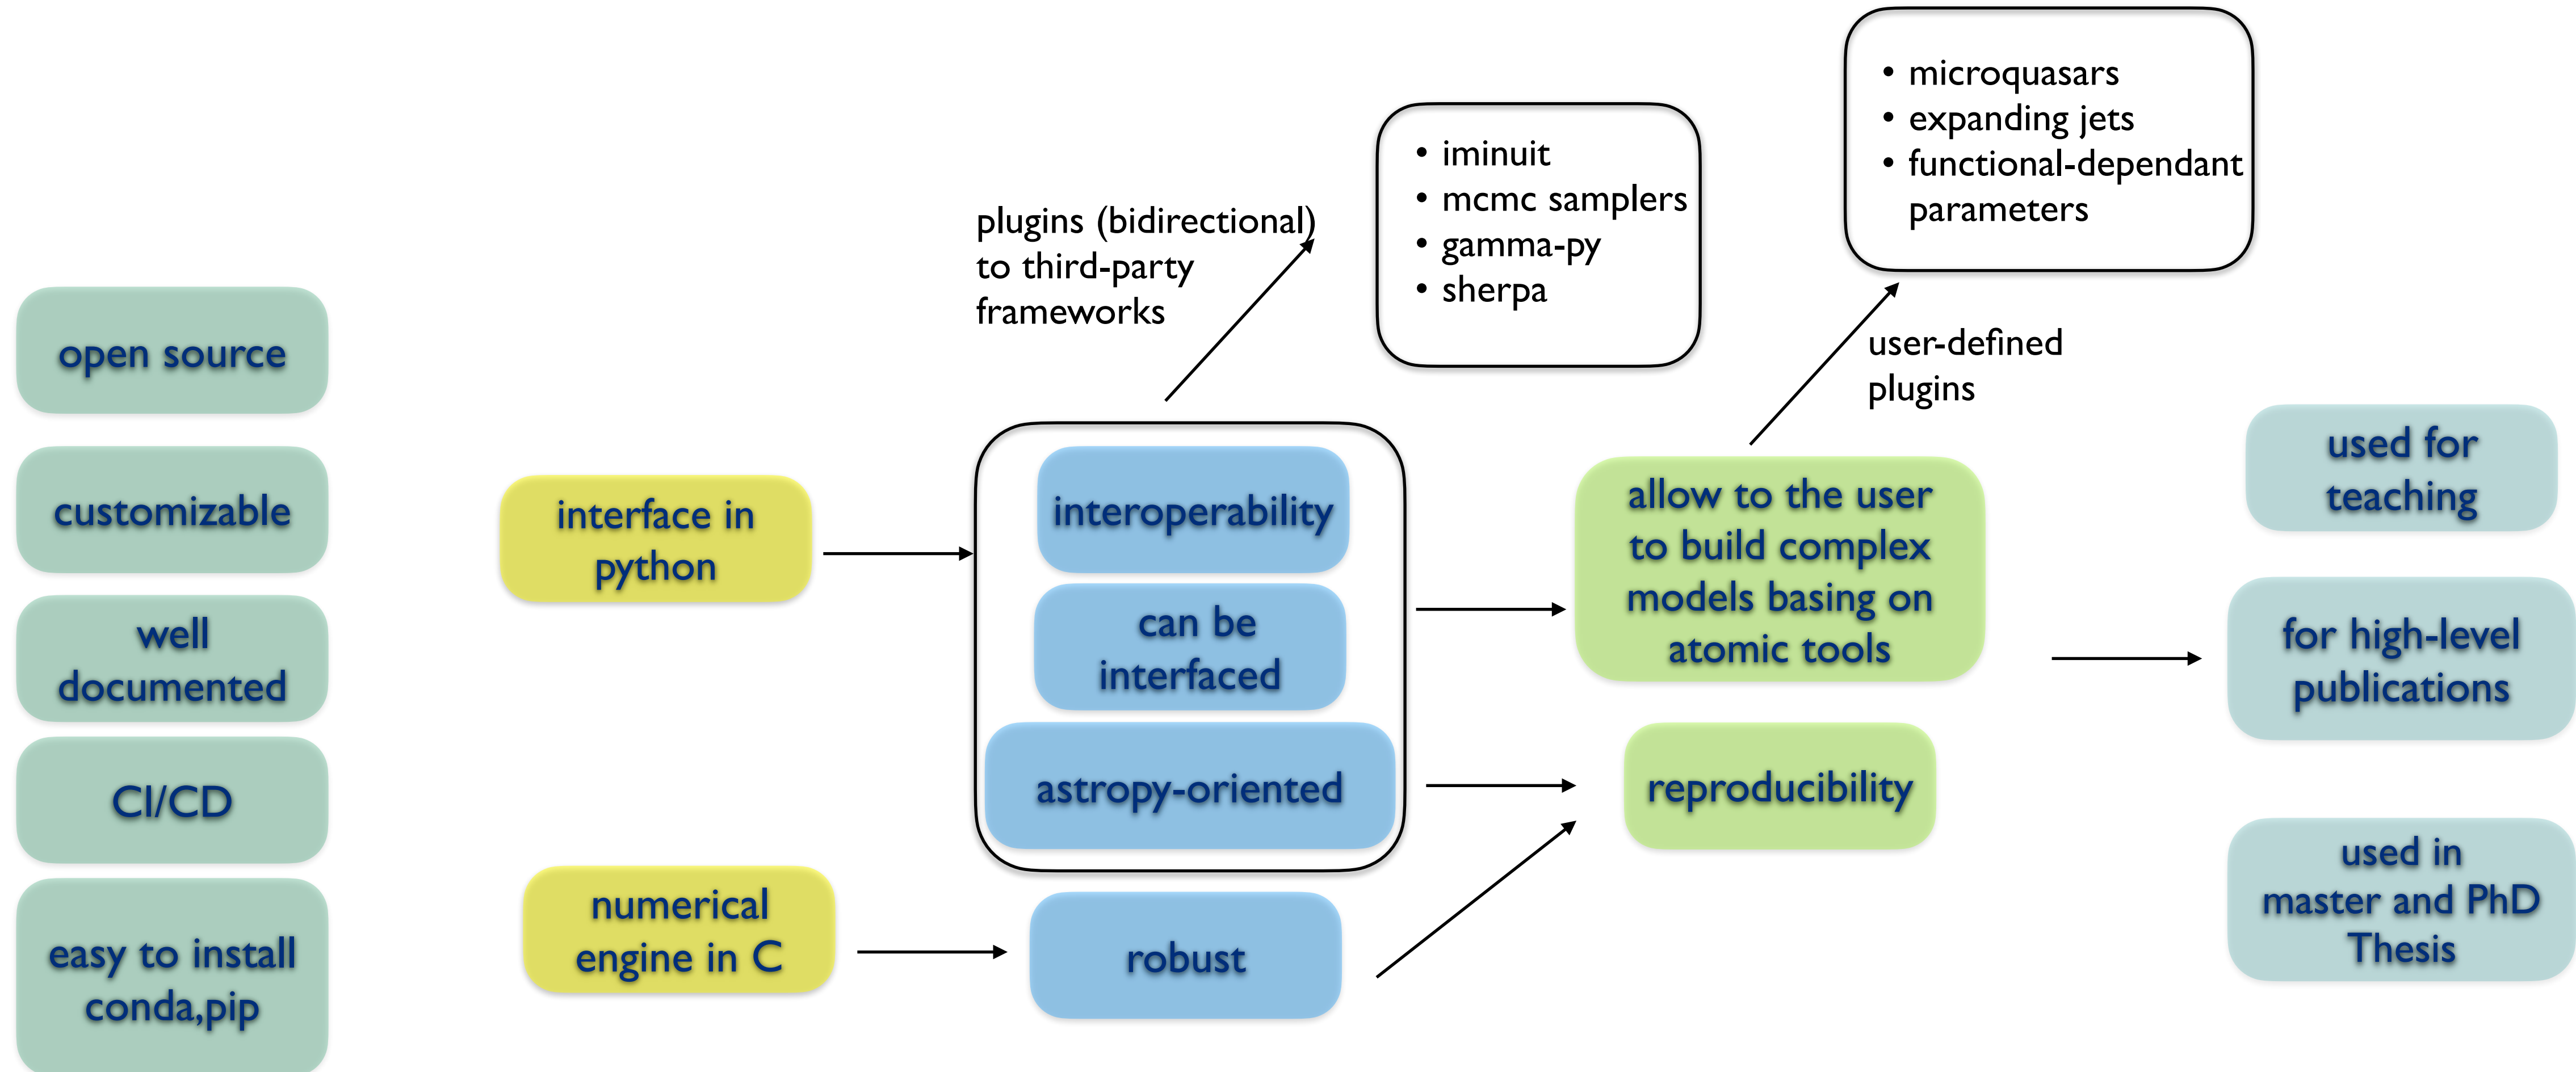 open source
customizable
well
documented
CI/CD
easy to install
conda,pip
interface in
python
numerical
engine in C
plugins (bidirectional)
to third-party
frameworks
interoperability
can be
interfaced
astropy-oriented
robust
• iminuit
• mcmc samplers
• gamma-py
• sherpa
• microquasars
• expanding jets
• functional-dependant
parameters
user-defined
plugins
allow to the user
to build complex
models basing on
atomic tools
reproducibility
used for
teaching
for high-level
publications
used in
master and PhD
Thesis